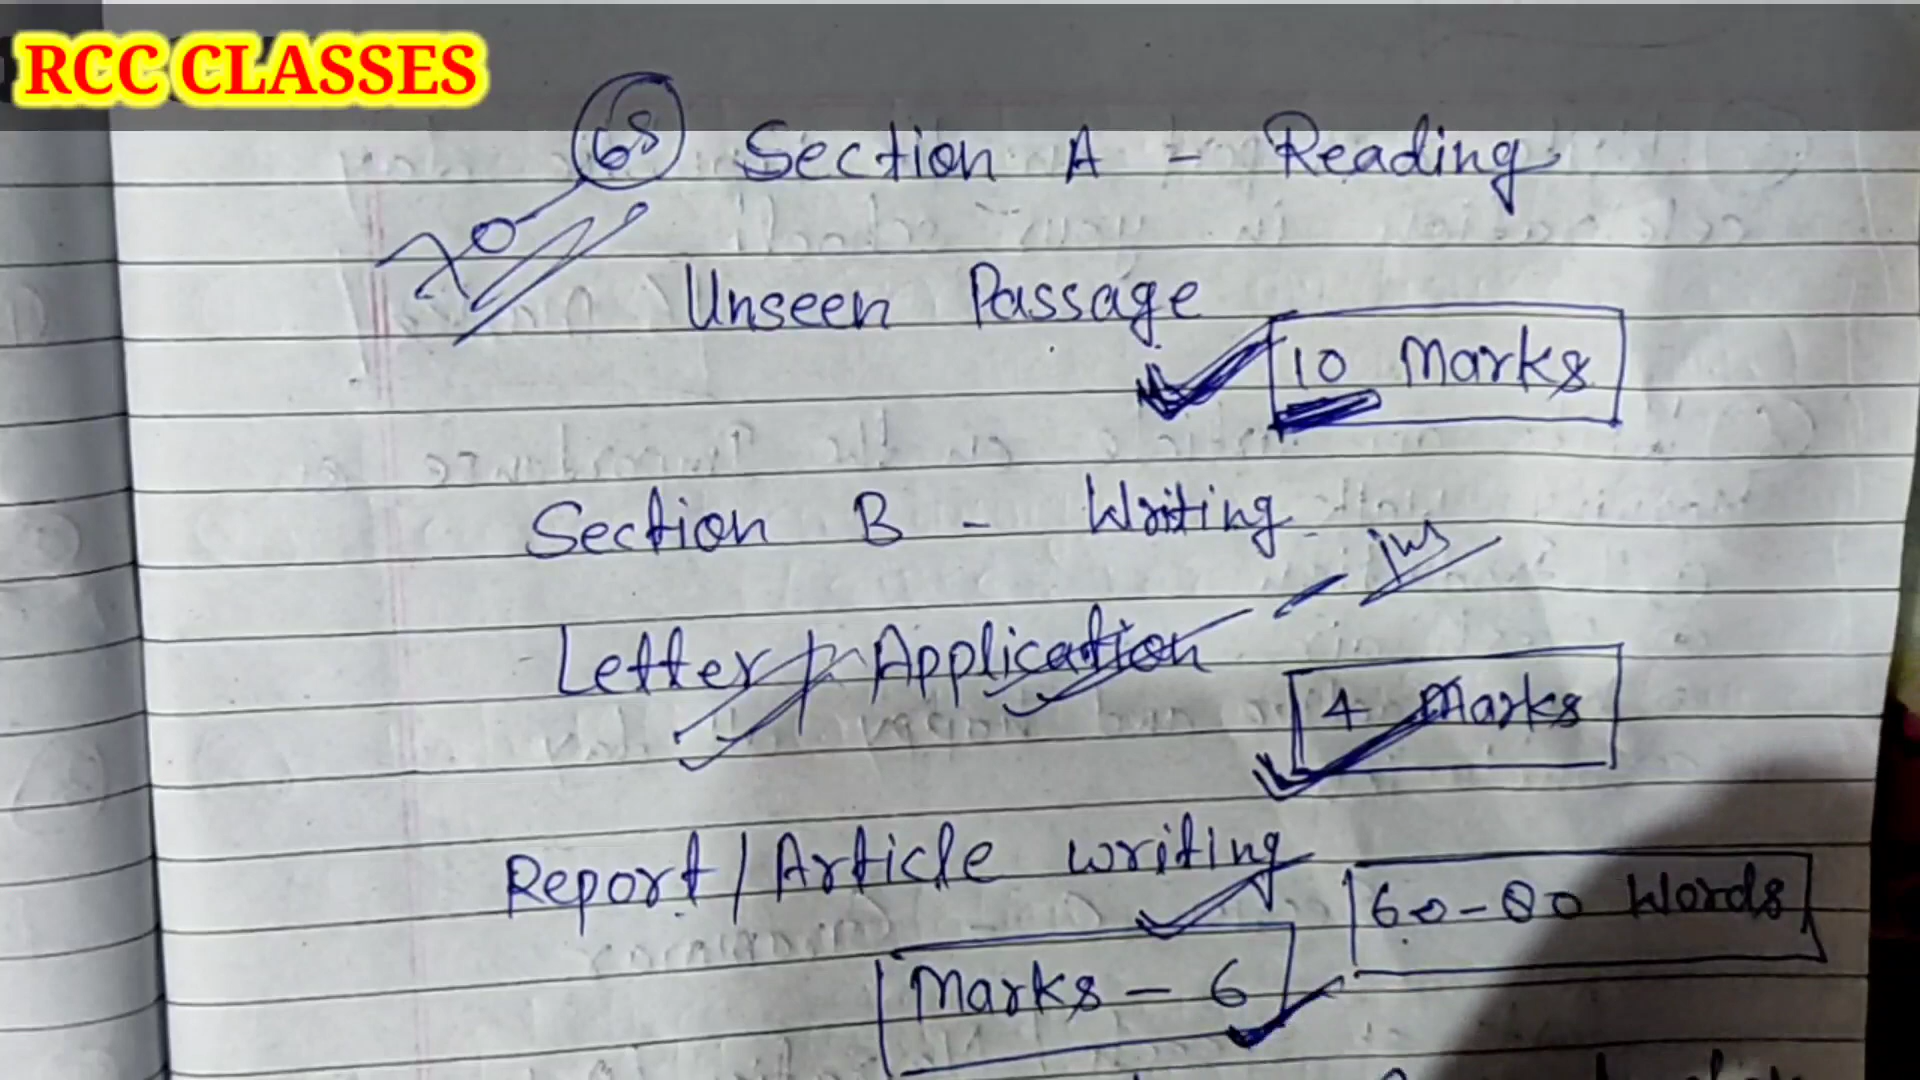 RCC CLASSES
68 Section A - Reading
70
Unseen Passage
10 Marks
Section B - Writing
Letter / Application
4 Marks
Report/Article writing
60-80 Words
Marks - 6